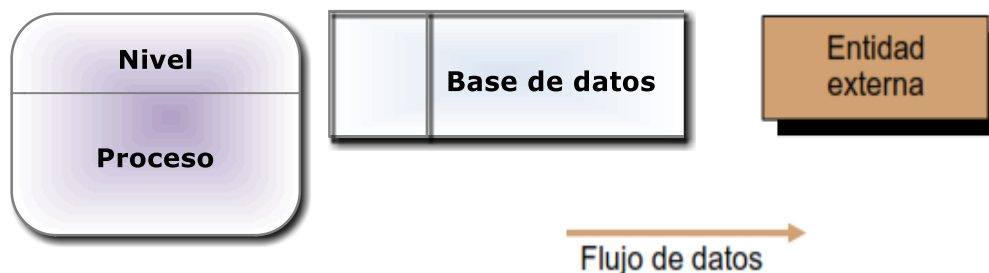 Nivel
Proceso
Base de datos
Entidad
externa
Flujo de datos